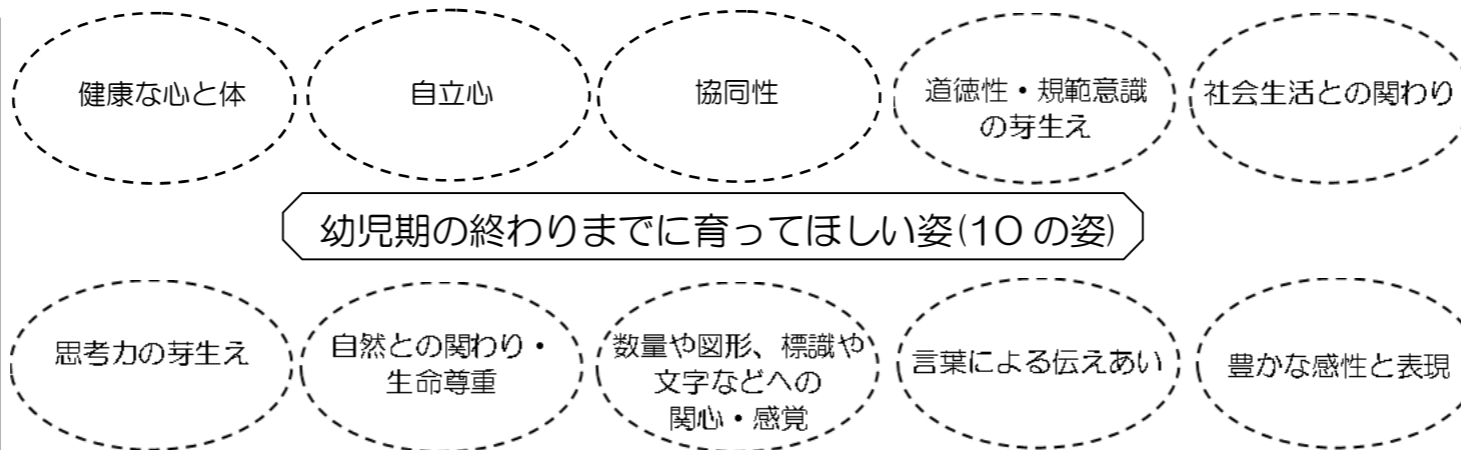 健康な心と体
自立心
協同性
道徳性・規範意識
の芽生え
社会生活との関わり
幼児期の終わりまでに育ってほしい姿(10の姿)
思考力の芽生え
自然との関わり・
生命尊重
数量や図形、標識や
文字などへの
関心・感覚
言葉による伝えあい
豊かな感性と表現